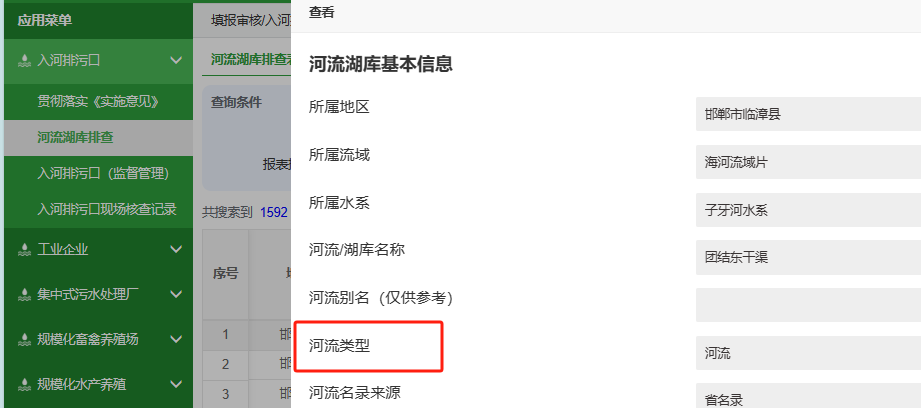 应用菜单
入河排污口
贯彻落实《实施意见》
河流湖库排查
入河排污口（监督管理）
入河排污口现场核查记录
工业企业
集中式污水处理厂
规模化畜禽养殖场
规模化水产养殖
填报审核/入河
河流湖库排查
查询条件
报表
共搜索到 1592
序号
1 邯
2 邯
3 邯
查看
河流湖库基本信息
所属地区 邯郸市临漳县
所属流域 海河流域片
所属水系 子牙河水系
河流/湖库名称 团结东干渠
河流别名（仅供参考）
河流类型 河流
河流名录来源 省名录